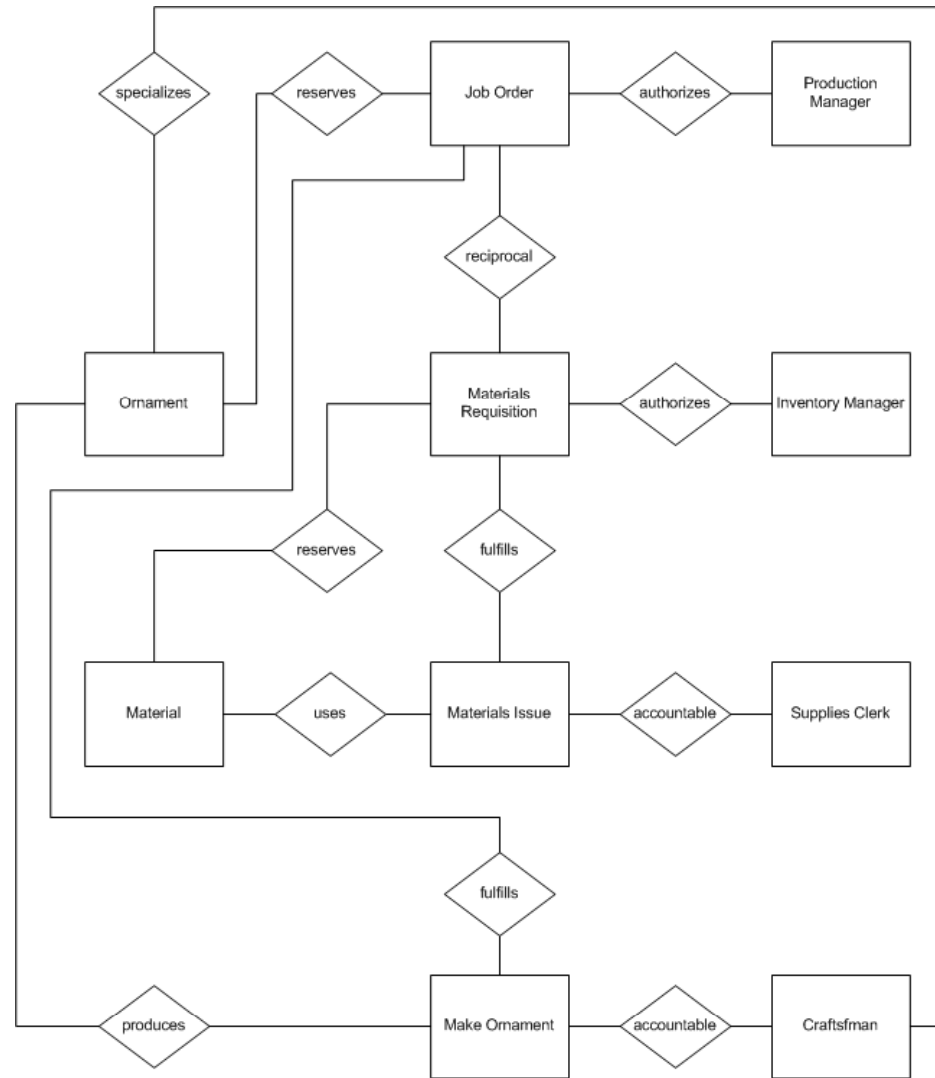 specializes
reserves
Job Order
authorizes
Production
Manager
reciprocal
Ornament
Materials
Requisition
authorizes
Inventory Manager
reserves
fulfills
Material
uses
Materials Issue
accountable
Supplies Clerk
fulfills
produces
Make Ornament
accountable
Craftsfman